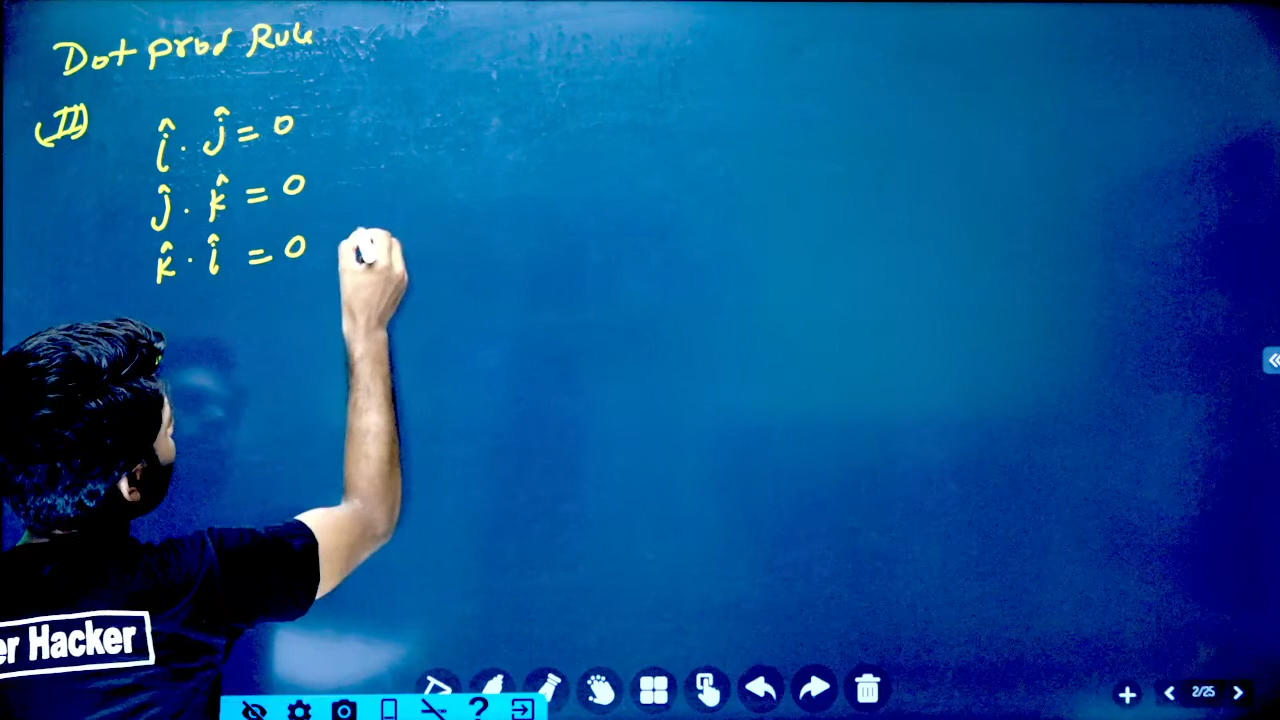 Dot prod Rule
(II)
î · ĵ = 0
ĵ · k̂ = 0
k̂ · î = 0
er Hacker
2/25